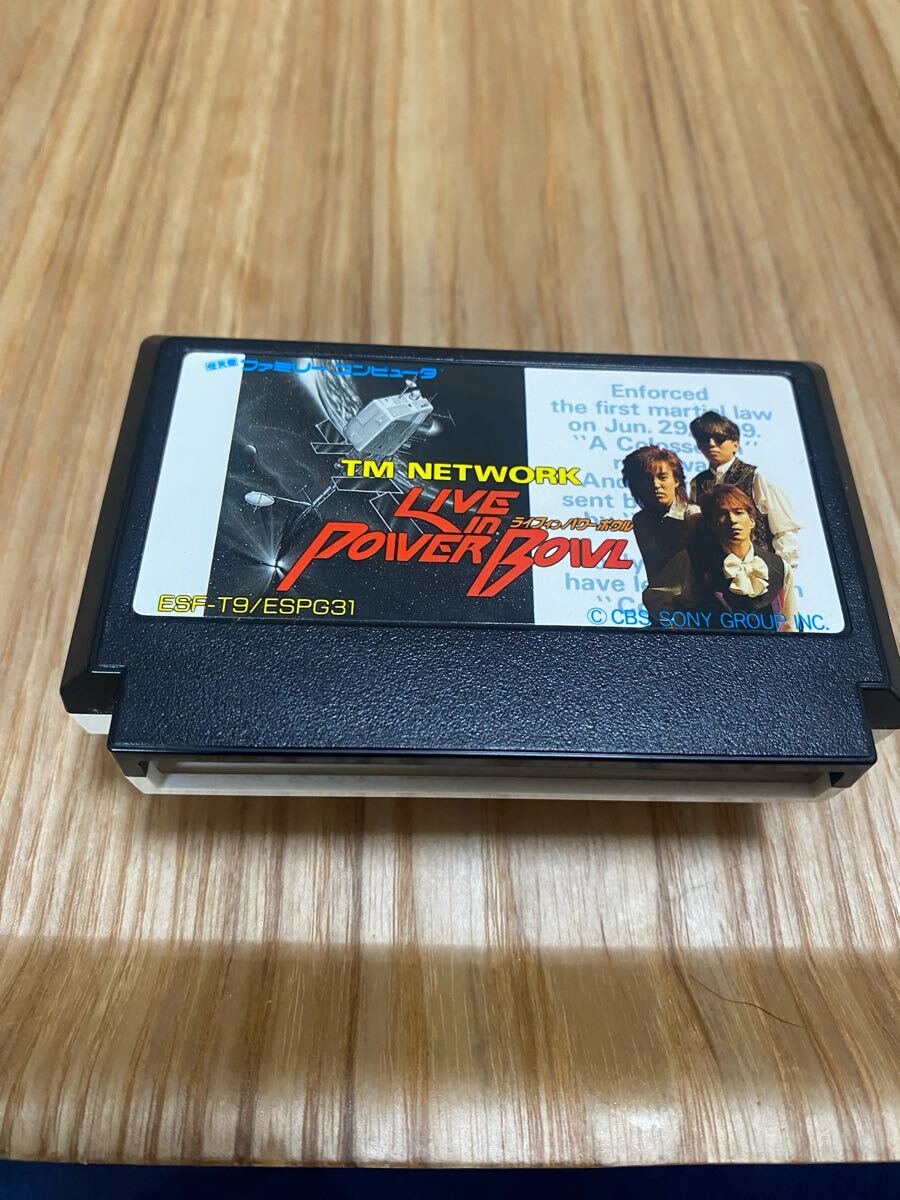 任天堂 ファミリーコンピュータ
TM NETWORK
LIVE
in
ライブ イン パワーボウル
POWER BOWL
ESF-T9/ESPG31
Enforced
the first martial law
on Jun. 29,
"A
And
sent
have
© CBS SONY GROUP INC.